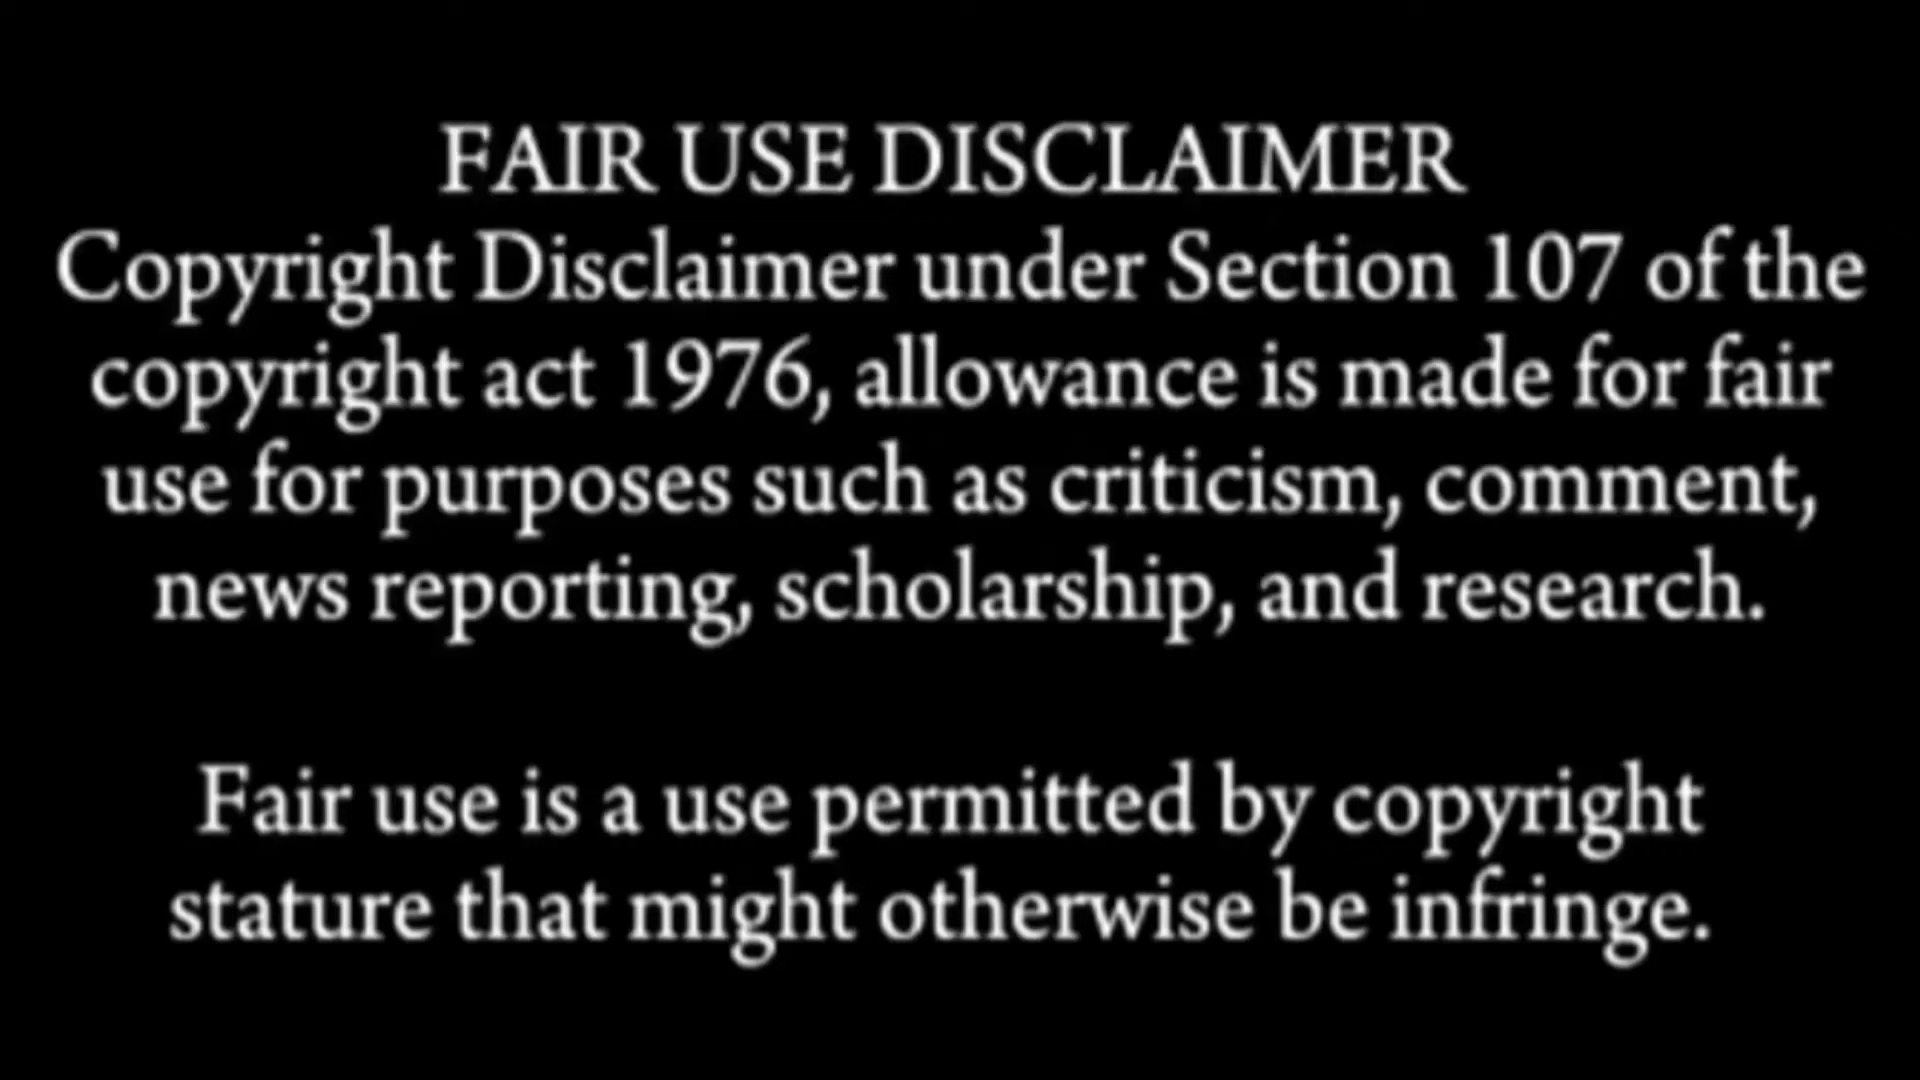 FAIR USE DISCLAIMER
Copyright Disclaimer under Section 107 of the
copyright act 1976, allowance is made for fair
use for purposes such as criticism, comment,
news reporting, scholarship, and research.
Fair use is a use permitted by copyright
stature that might otherwise be infringe.